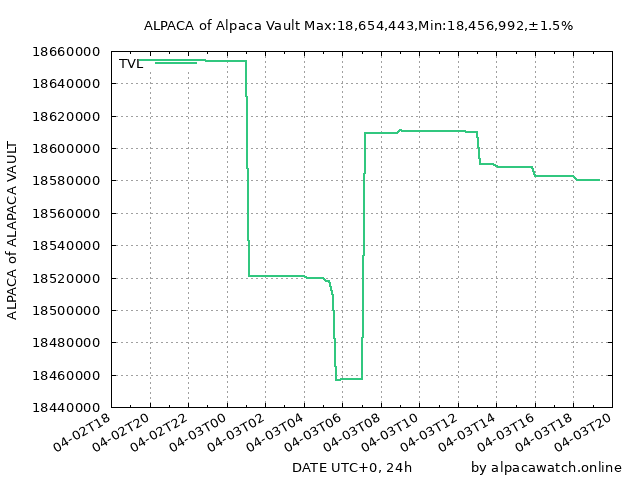 ALPACA of Alpaca Vault Max:18,654,443,Min:18,456,992,±1.5%
18660000
TVL
18640000
18620000
18600000
18580000
18560000
18540000
18520000
18500000
18480000
18460000
18440000
ALPACA of ALAPACA VAULT
04-02T18
04-02T20
04-02T22
04-03T00
04-03T02
04-03T04
04-03T06
04-03T08
04-03T10
04-03T12
04-03T14
04-03T16
04-03T18
04-03T20
DATE UTC+0, 24h
by alpacawatch.online